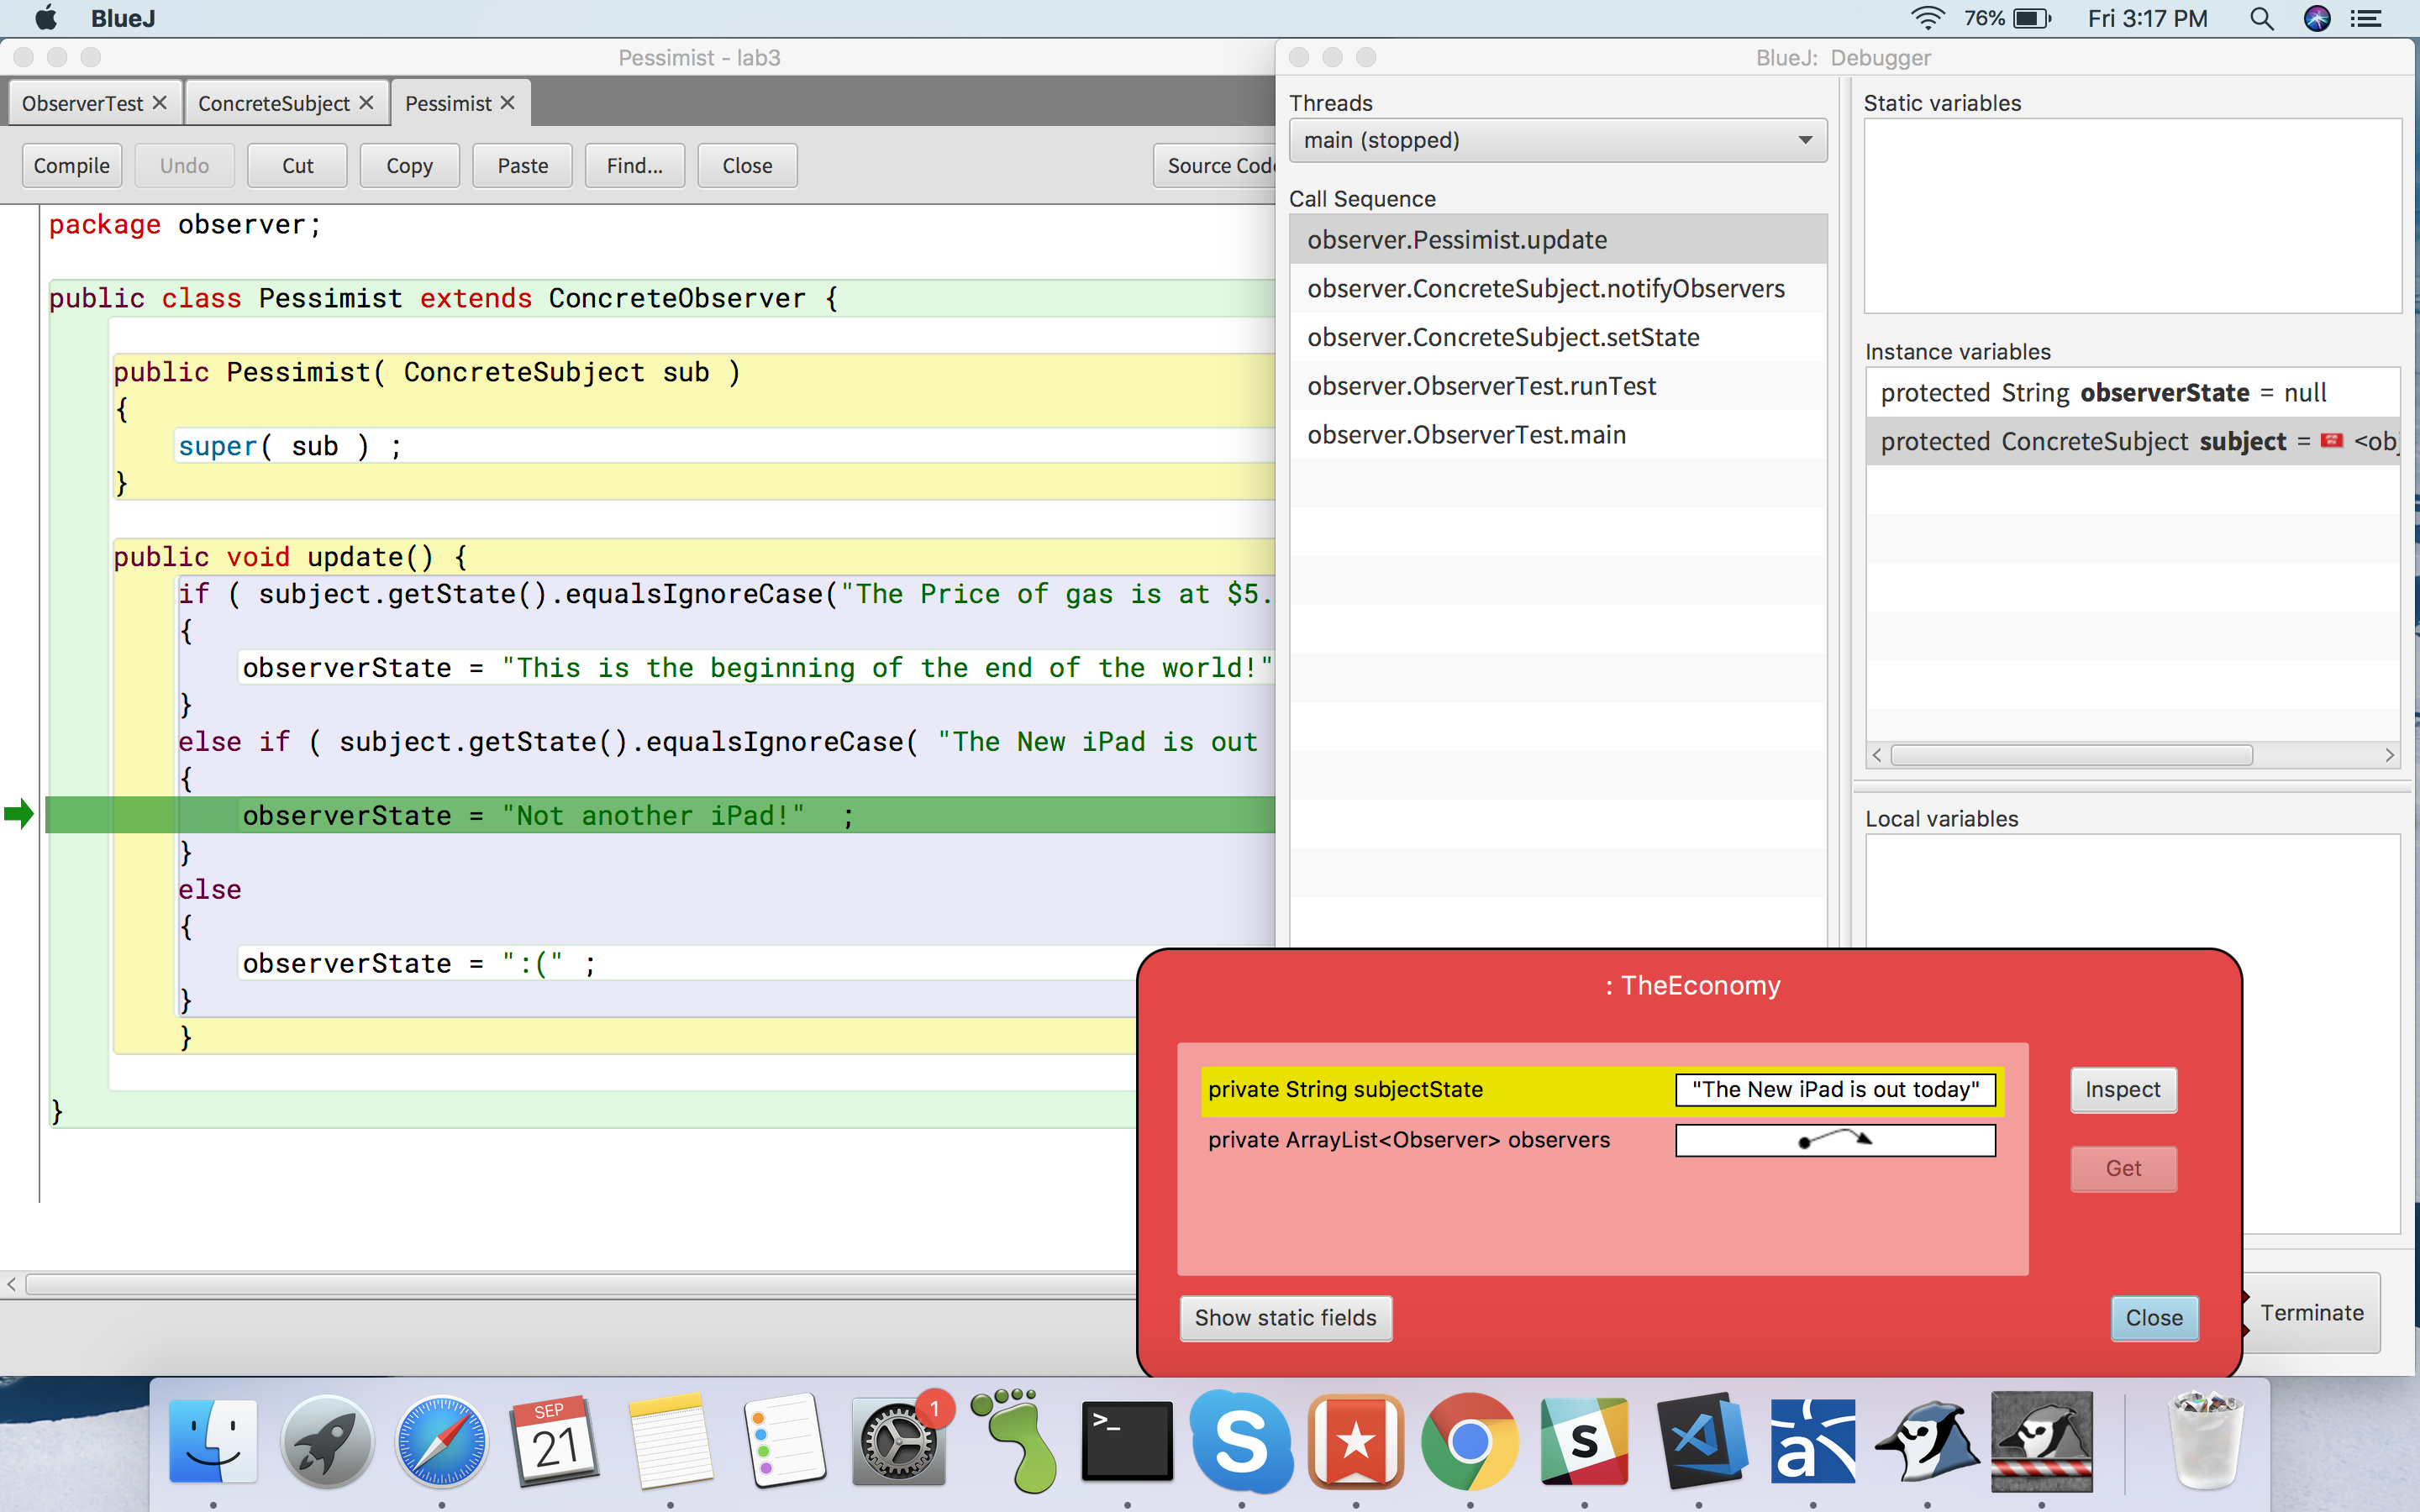 BlueJ
76%
Fri 3:17 PM
Pessimist - lab3
ObserverTest
ConcreteSubject
Pessimist
Compile
Undo
Cut
Copy
Paste
Find...
Close
Source Code
package observer;
public class Pessimist extends ConcreteObserver {
public Pessimist( ConcreteSubject sub )
{
super( sub ) ;
}
public void update() {
if ( subject.getState().equalsIgnoreCase("The Price of gas is at $5.
{
observerState = "This is the beginning of the end of the world!"
}
else if ( subject.getState().equalsIgnoreCase( "The New iPad is out
{
observerState = "Not another iPad!" ;
}
else
{
observerState = ":(" ;
}
}
}
BlueJ: Debugger
Threads
main (stopped)
Call Sequence
observer.Pessimist.update
observer.ConcreteSubject.notifyObservers
observer.ConcreteSubject.setState
observer.ObserverTest.runTest
observer.ObserverTest.main
Static variables
Instance variables
protected String observerState = null
protected ConcreteSubject subject = <obj
Local variables
Terminate
: TheEconomy
private String subjectState
"The New iPad is out today"
private ArrayList<Observer> observers
Inspect
Get
Show static fields
Close
SEP
21
1
>_
S
S
a